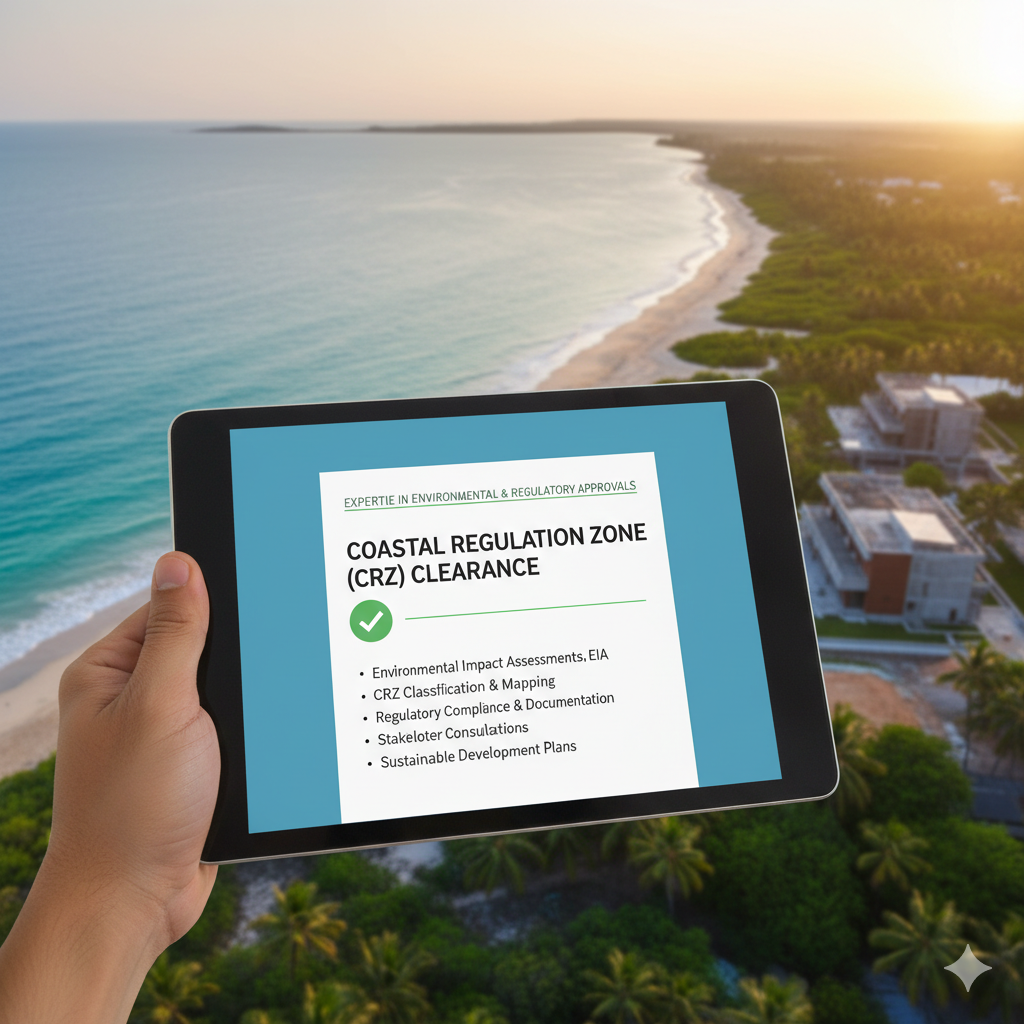 EXPERTIE IN ENVIRONMENTAL & REGULATORY APPROVALS
COASTAL REGULATION ZONE
(CRZ) CLEARANCE
• Environmental Impact Assessments, EIA
• CRZ Classfication & Mapping
• Regulatory Compliance & Documentation
• Stakeloter Consulations
• Sustainable Development Plans